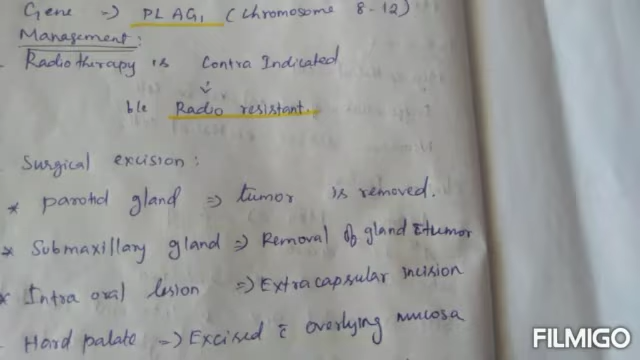 Gene => PLAG1 (chromosome 8-12)
Management:
Radiotherapy is Contra Indicated
↓
b/c Radio resistant.
Surgical excision:
* parotid gland => tumor is removed.
* Submaxillary gland => Removal of gland c̄ tumor
* Intra oral lesion => Extracapsular incision
Hard palate => Excised c̄ overlying mucosa
FILMIGO